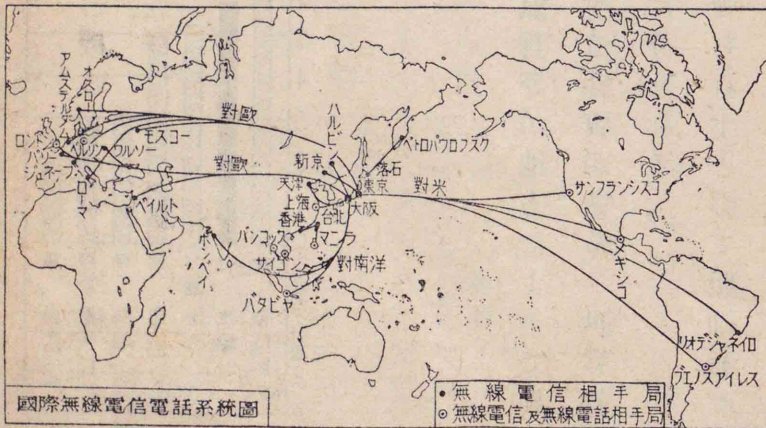 オスロー
アムステルダム
ロンドン
パリー
ジュネーブ
ベルリン
ワルソー
モスコー
ローマ
ベイルト
對歐
對歐
ハルビン
新京
天津
上海
香港
台北
大阪
東京
落石
ペトロパウロフスク
對米
サンフランシスコ
メキシコ
リオデジャネイロ
ブエノスアイレス
バンコック
サイゴン
マニラ
ボンベイ
對南洋
バタビヤ
國際無線電信電話系統圖
•無線電信相手局
◎無線電信及無線電話相手局